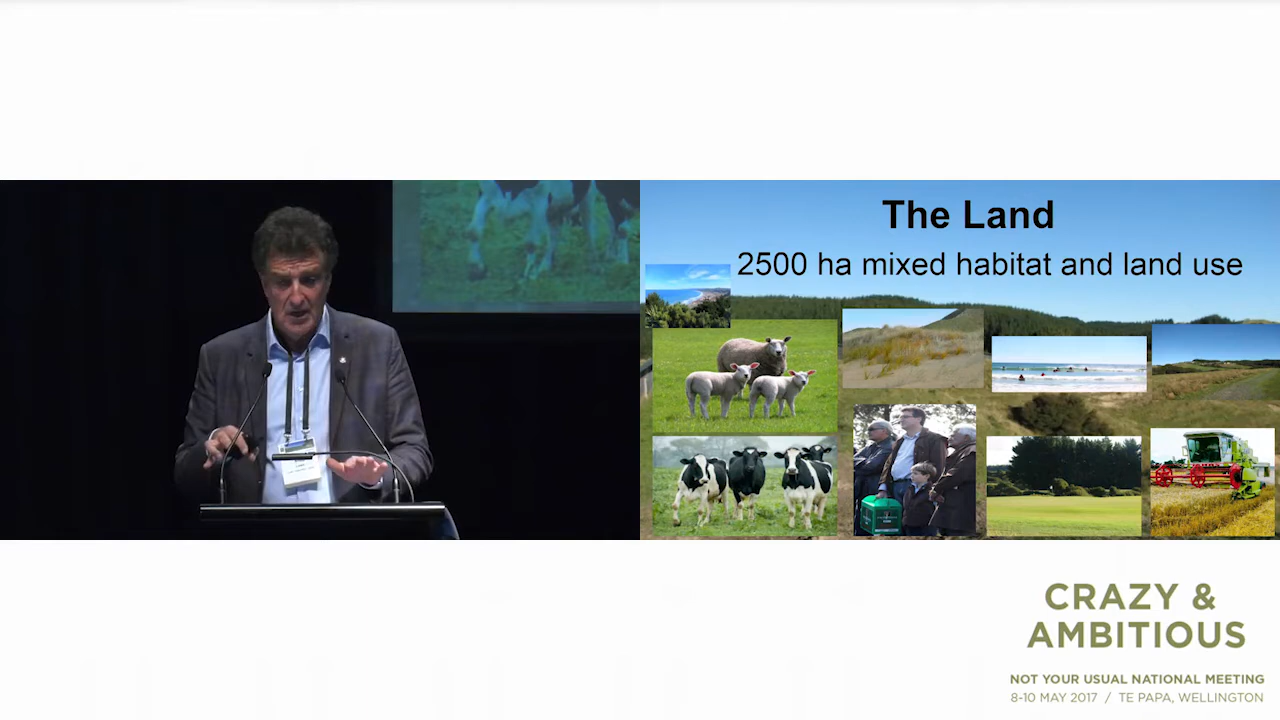 The Land
2500 ha mixed habitat and land use
CRAZY &
AMBITIOUS
NOT YOUR USUAL NATIONAL MEETING
8-10 MAY 2017 / TE PAPA, WELLINGTON